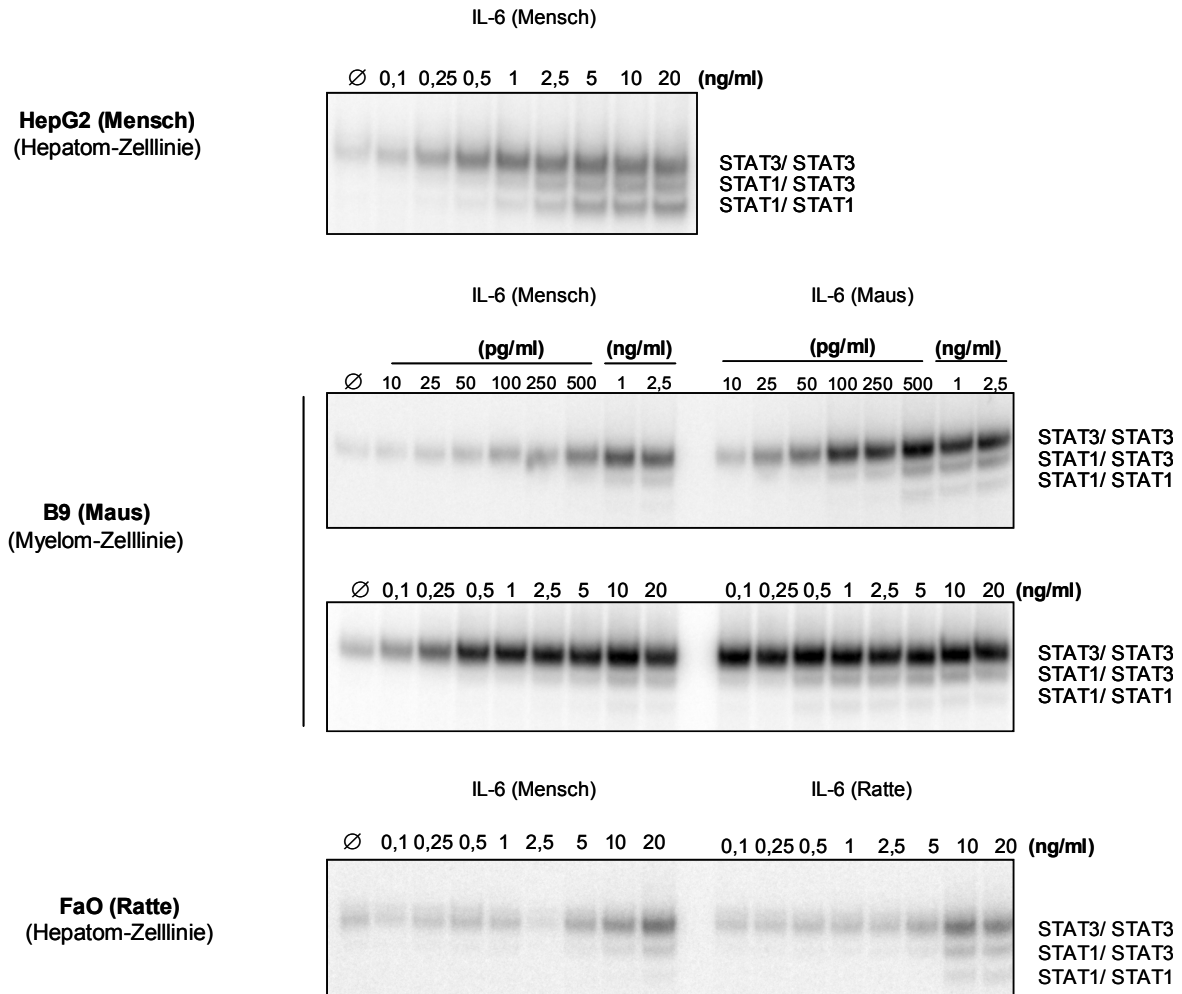 IL-6 (Mensch)
∅ 0,1 0,25 0,5 1 2,5 5 10 20 (ng/ml)
HepG2 (Mensch)
(Hepatom-Zelllinie)
STAT3/ STAT3
STAT1/ STAT3
STAT1/ STAT1
IL-6 (Mensch) IL-6 (Maus)
(pg/ml) (ng/ml) (pg/ml) (ng/ml)
∅ 10 25 50 100 250 500 1 2,5 10 25 50 100 250 500 1 2,5
STAT3/ STAT3
STAT1/ STAT3
STAT1/ STAT1
B9 (Maus)
(Myelom-Zelllinie)
∅ 0,1 0,25 0,5 1 2,5 5 10 20 0,1 0,25 0,5 1 2,5 5 10 20 (ng/ml)
STAT3/ STAT3
STAT1/ STAT3
STAT1/ STAT1
IL-6 (Mensch) IL-6 (Ratte)
∅ 0,1 0,25 0,5 1 2,5 5 10 20 0,1 0,25 0,5 1 2,5 5 10 20 (ng/ml)
FaO (Ratte)
(Hepatom-Zelllinie)
STAT3/ STAT3
STAT1/ STAT3
STAT1/ STAT1